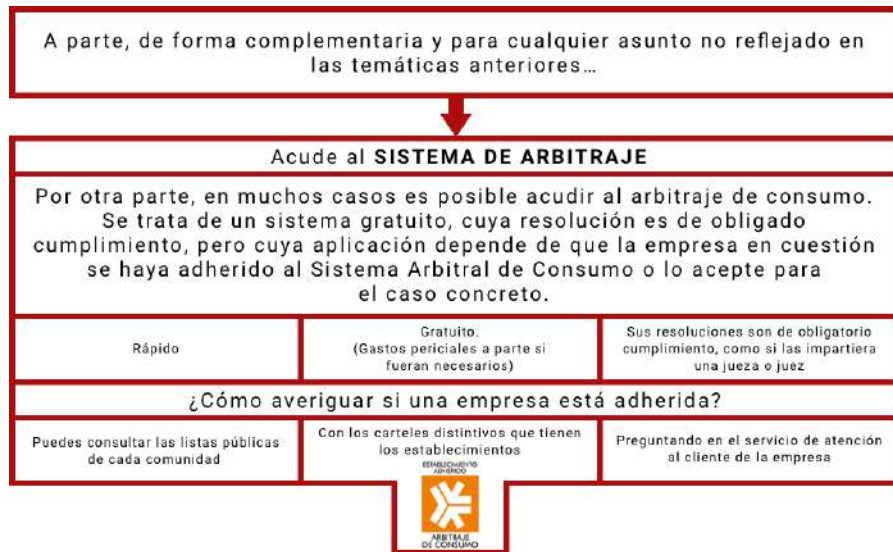 A parte, de forma complementaria y para cualquier asunto no reflejado en
las temáticas anteriores…
Acude al SISTEMA DE ARBITRAJE
Por otra parte, en muchos casos es posible acudir al arbitraje de consumo.
Se trata de un sistema gratuito, cuya resolución es de obligado
cumplimiento, pero cuya aplicación depende de que la empresa en cuestión
se haya adherido al Sistema Arbitral de Consumo o lo acepte para
el caso concreto.
Rápido
Gratuito.
(Gastos periciales a parte si
fueran necesarios)
Sus resoluciones son de obligatorio
cumplimiento, como si las impartiera
una jueza o juez
¿Cómo averiguar si una empresa está adherida?
Puedes consultar las listas públicas
de cada comunidad
Con los carteles distintivos que tienen
los establecimientos
ESTABLECIMIENTO
ADHERIDO
ARBITRAJE
DE CONSUMO
Preguntando en el servicio de atención
al cliente de la empresa